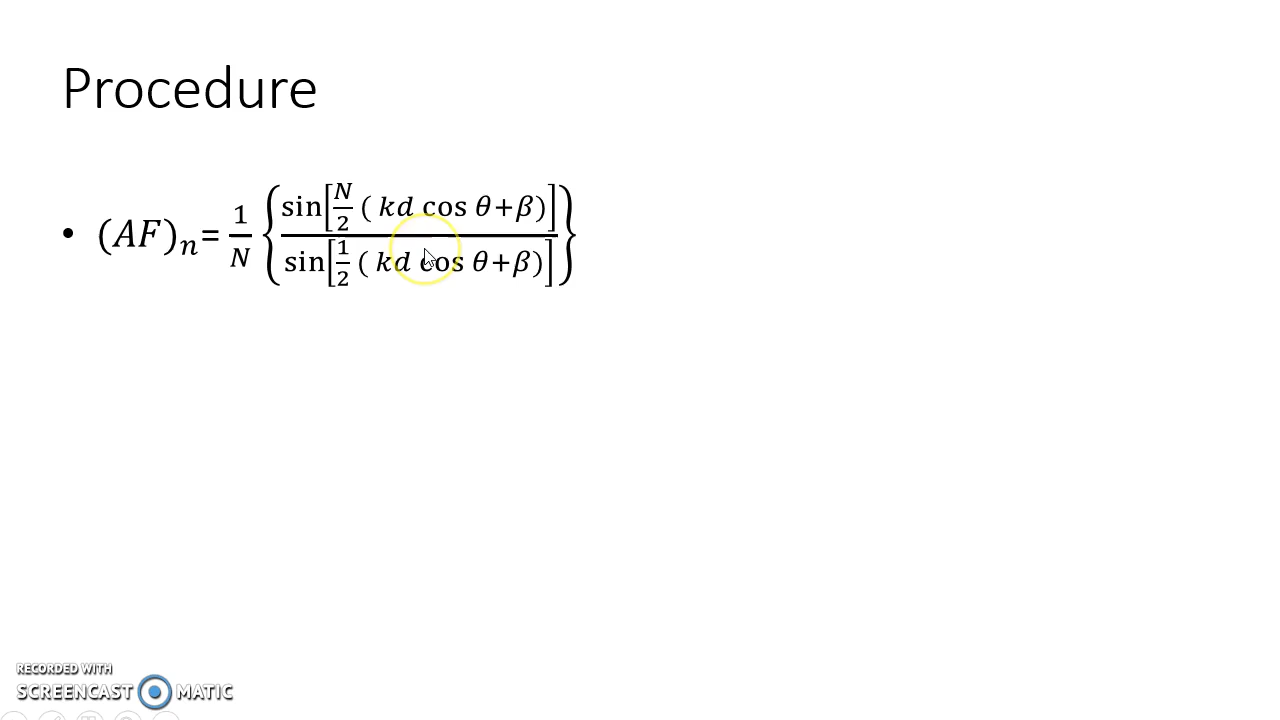 Procedure
• (𝐴𝐹)ₙ= 1/𝑁 { sin[𝑁/2 ( 𝑘𝑑 cos 𝜃+𝛽)] / sin[1/2 ( 𝑘𝑑 cos 𝜃+𝛽)] }
RECORDED WITH
SCREENCAST MATIC